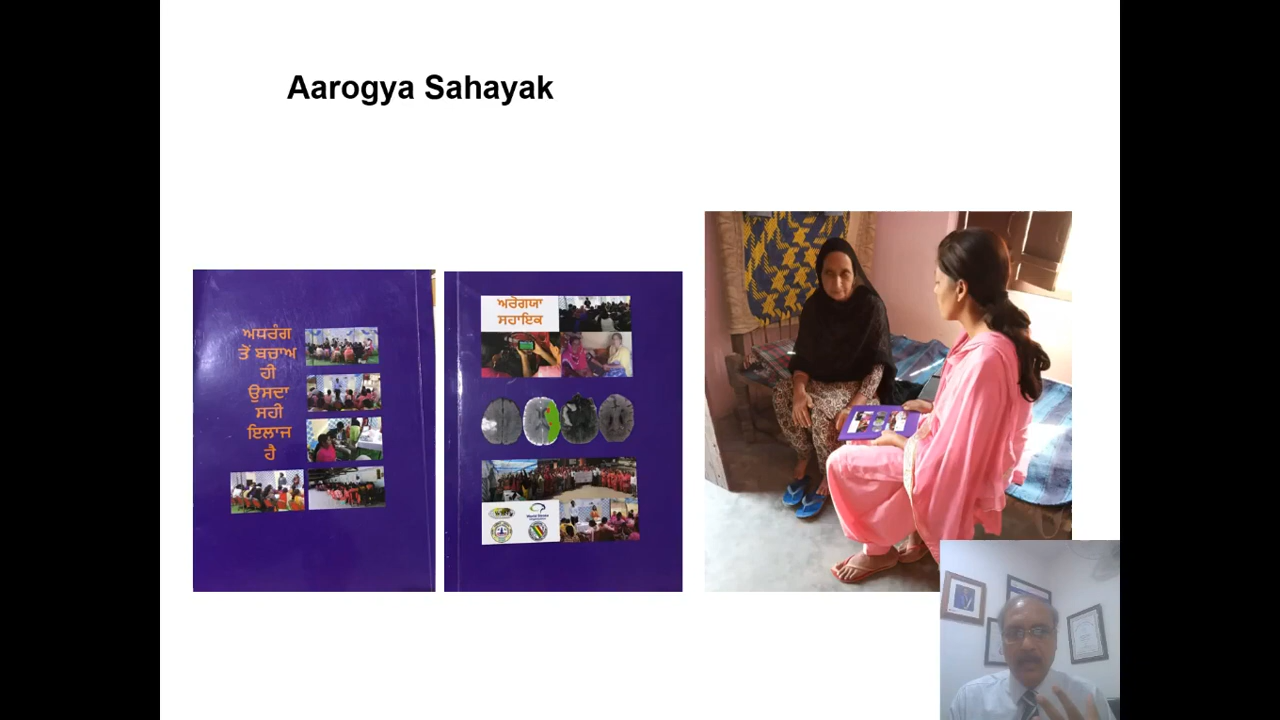 Aarogya Sahayak
ਅਧਰੰਗ
ਤੋਂ ਬਚਾਅ
ਹੀ
ਉਸਦਾ
ਸਹੀ
ਇਲਾਜ
ਹੈ
ਅਰੋਗਯਾ
ਸਹਾਇਕ